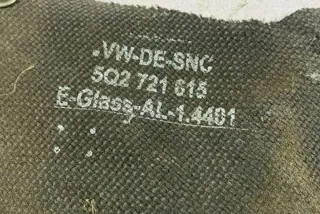 .VW-DE-SNC
5Q2 721 615
E-Glass-AL-1.4401